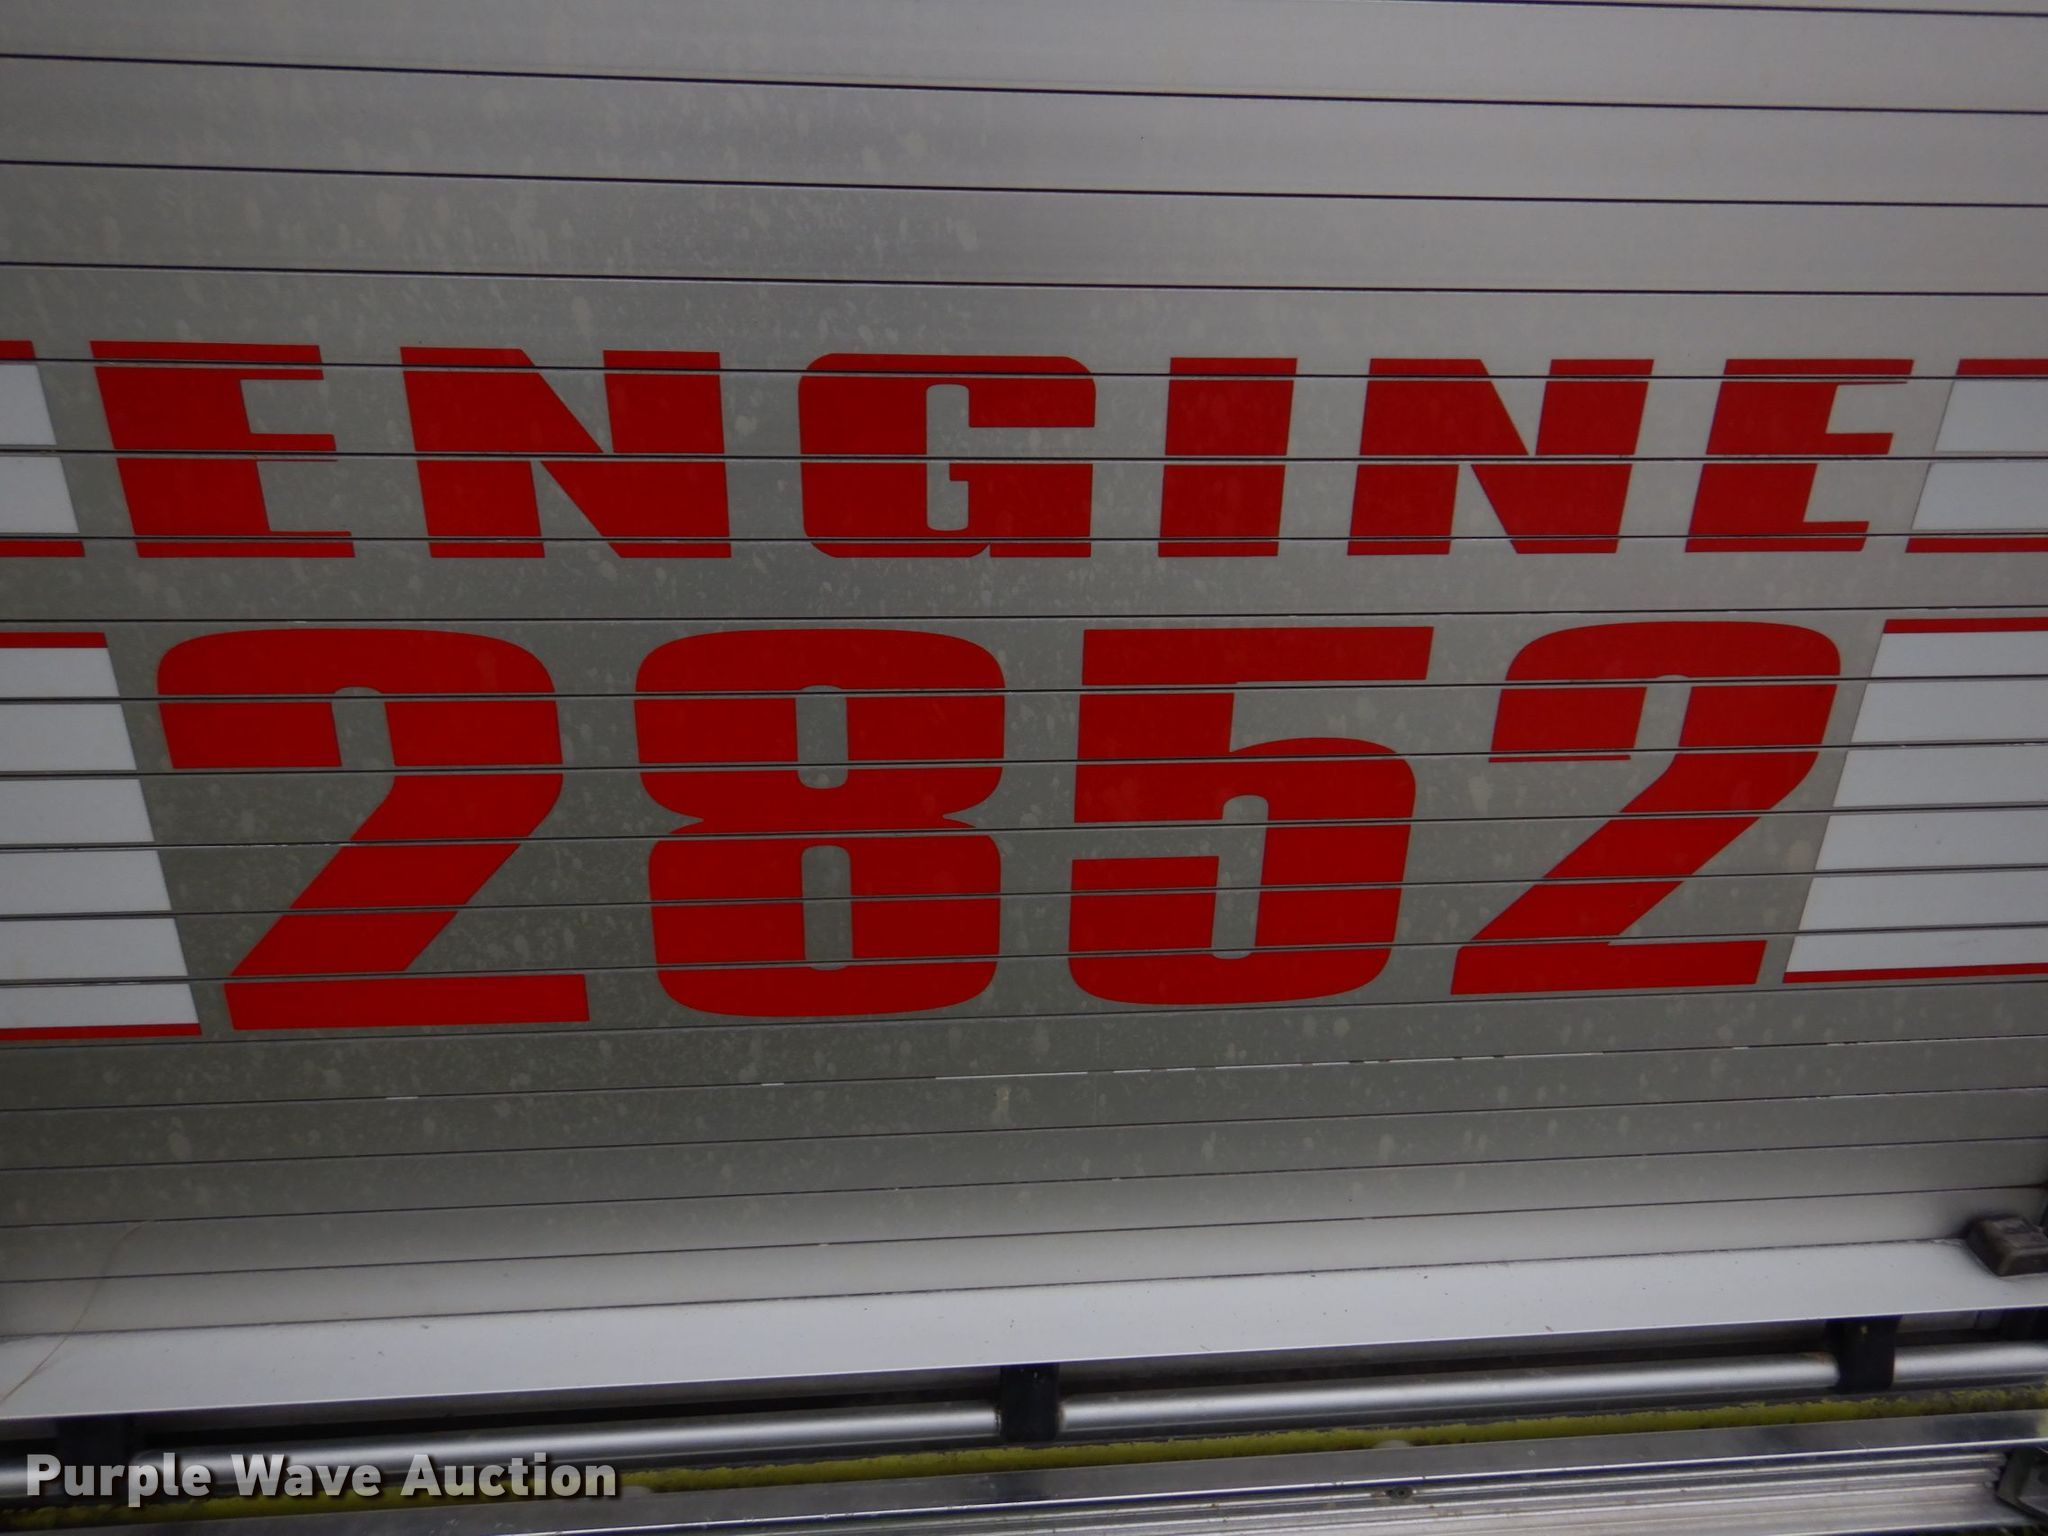 ENGINE
2852
Purple Wave Auction